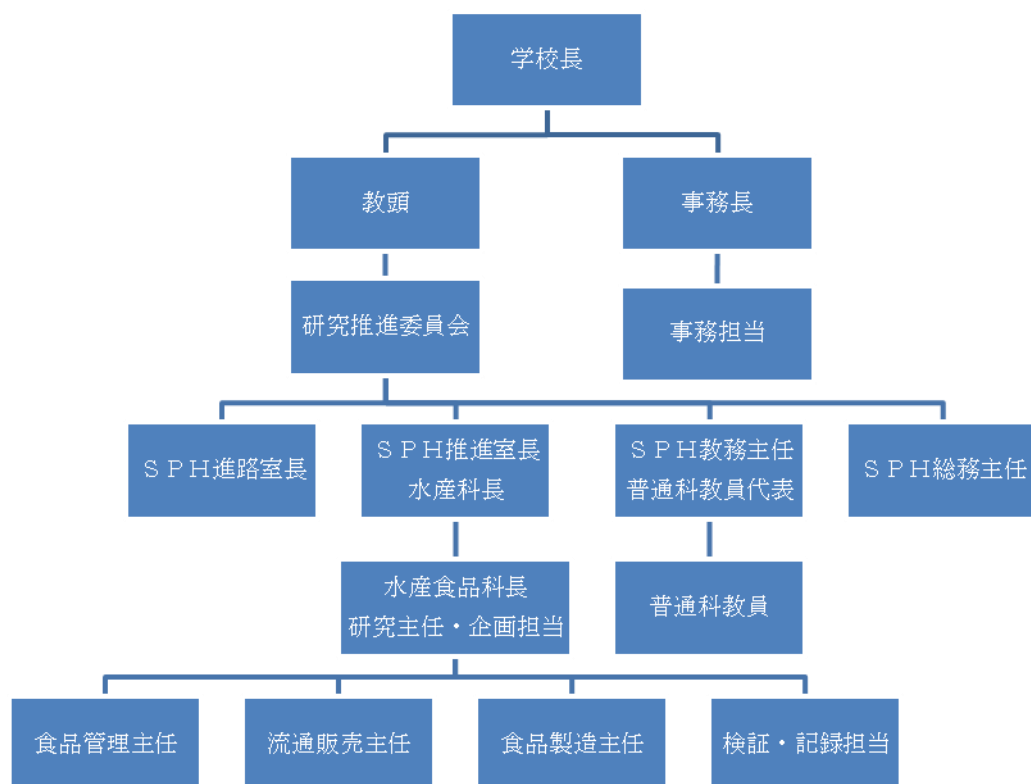 学校長
教頭
事務長
研究推進委員会
事務担当
ＳＰＨ進路室長
ＳＰＨ推進室長
水産科長
ＳＰＨ教務主任
普通科教員代表
ＳＰＨ総務主任
水産食品科長
研究主任・企画担当
普通科教員
食品管理主任
流通販売主任
食品製造主任
検証・記録担当